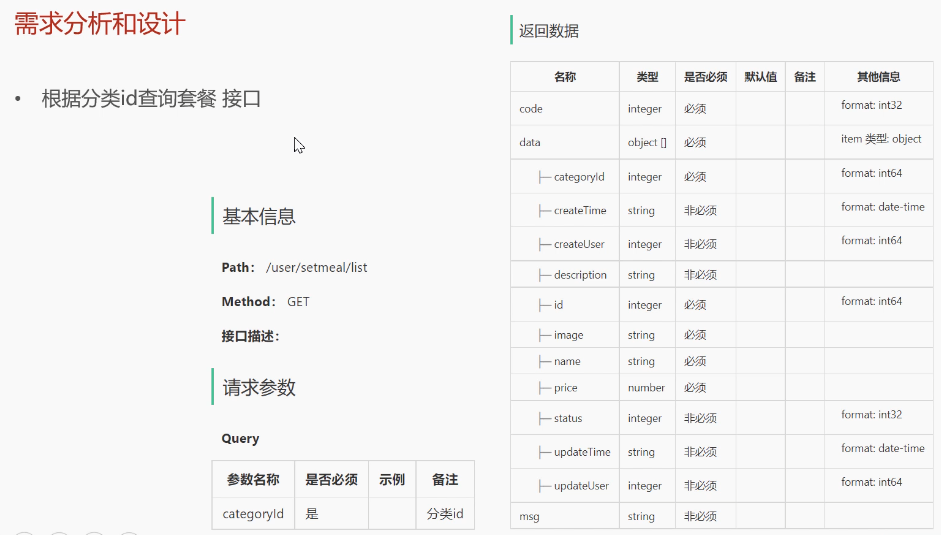 需求分析和设计
• 根据分类id查询套餐 接口
基本信息
Path： /user/setmeal/list
Method： GET
接口描述：
请求参数
Query
参数名称 是否必须 示例 备注
categoryId 是 分类id
返回数据
名称 类型 是否必须 默认值 备注 其他信息
code integer 必须 format: int32
data object [] 必须 item 类型: object
├─ categoryId integer 必须 format: int64
├─ createTime string 非必须 format: date-time
├─ createUser integer 非必须 format: int64
├─ description string 非必须
├─ id integer 必须 format: int64
├─ image string 必须
├─ name string 必须
├─ price number 必须
├─ status integer 非必须 format: int32
├─ updateTime string 非必须 format: date-time
├─ updateUser integer 非必须 format: int64
msg string 非必须